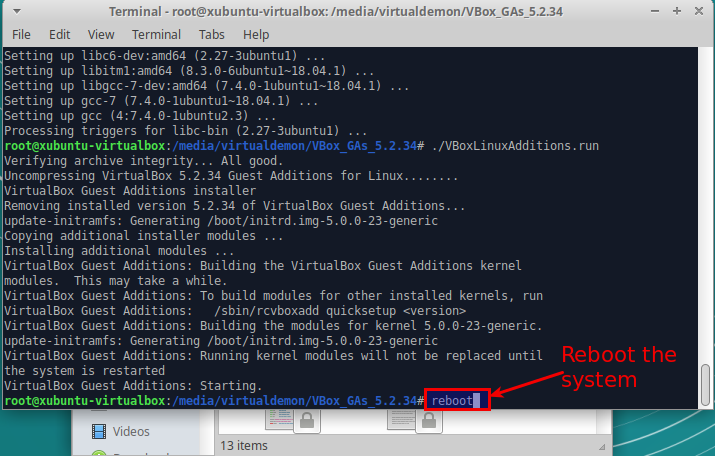 Terminal - root@xubuntu-virtualbox: /media/virtualdemon/VBox_GAs_5.2.34
File Edit View Terminal Tabs Help
Setting up libc6-dev:amd64 (2.27-3ubuntu1) ...
Setting up libitm1:amd64 (8.3.0-6ubuntu1~18.04.1) ...
Setting up libgcc-7-dev:amd64 (7.4.0-1ubuntu1~18.04.1) ...
Setting up gcc-7 (7.4.0-1ubuntu1~18.04.1) ...
Setting up gcc (4:7.4.0-1ubuntu2.3) ...
Processing triggers for libc-bin (2.27-3ubuntu1) ...
root@xubuntu-virtualbox:/media/virtualdemon/VBox_GAs_5.2.34# ./VBoxLinuxAdditions.run
Verifying archive integrity... All good.
Uncompressing VirtualBox 5.2.34 Guest Additions for Linux........
VirtualBox Guest Additions installer
Removing installed version 5.2.34 of VirtualBox Guest Additions...
update-initramfs: Generating /boot/initrd.img-5.0.0-23-generic
Copying additional installer modules ...
Installing additional modules ...
VirtualBox Guest Additions: Building the VirtualBox Guest Additions kernel
modules.  This may take a while.
VirtualBox Guest Additions: To build modules for other installed kernels, run
VirtualBox Guest Additions:   /sbin/rcvboxadd quicksetup <version>
VirtualBox Guest Additions: Building the modules for kernel 5.0.0-23-generic.
update-initramfs: Generating /boot/initrd.img-5.0.0-23-generic
VirtualBox Guest Additions: Running kernel modules will not be replaced until
the system is restarted
VirtualBox Guest Additions: Starting.
root@xubuntu-virtualbox:/media/virtualdemon/VBox_GAs_5.2.34# reboot
Reboot the
system
Videos
13 items